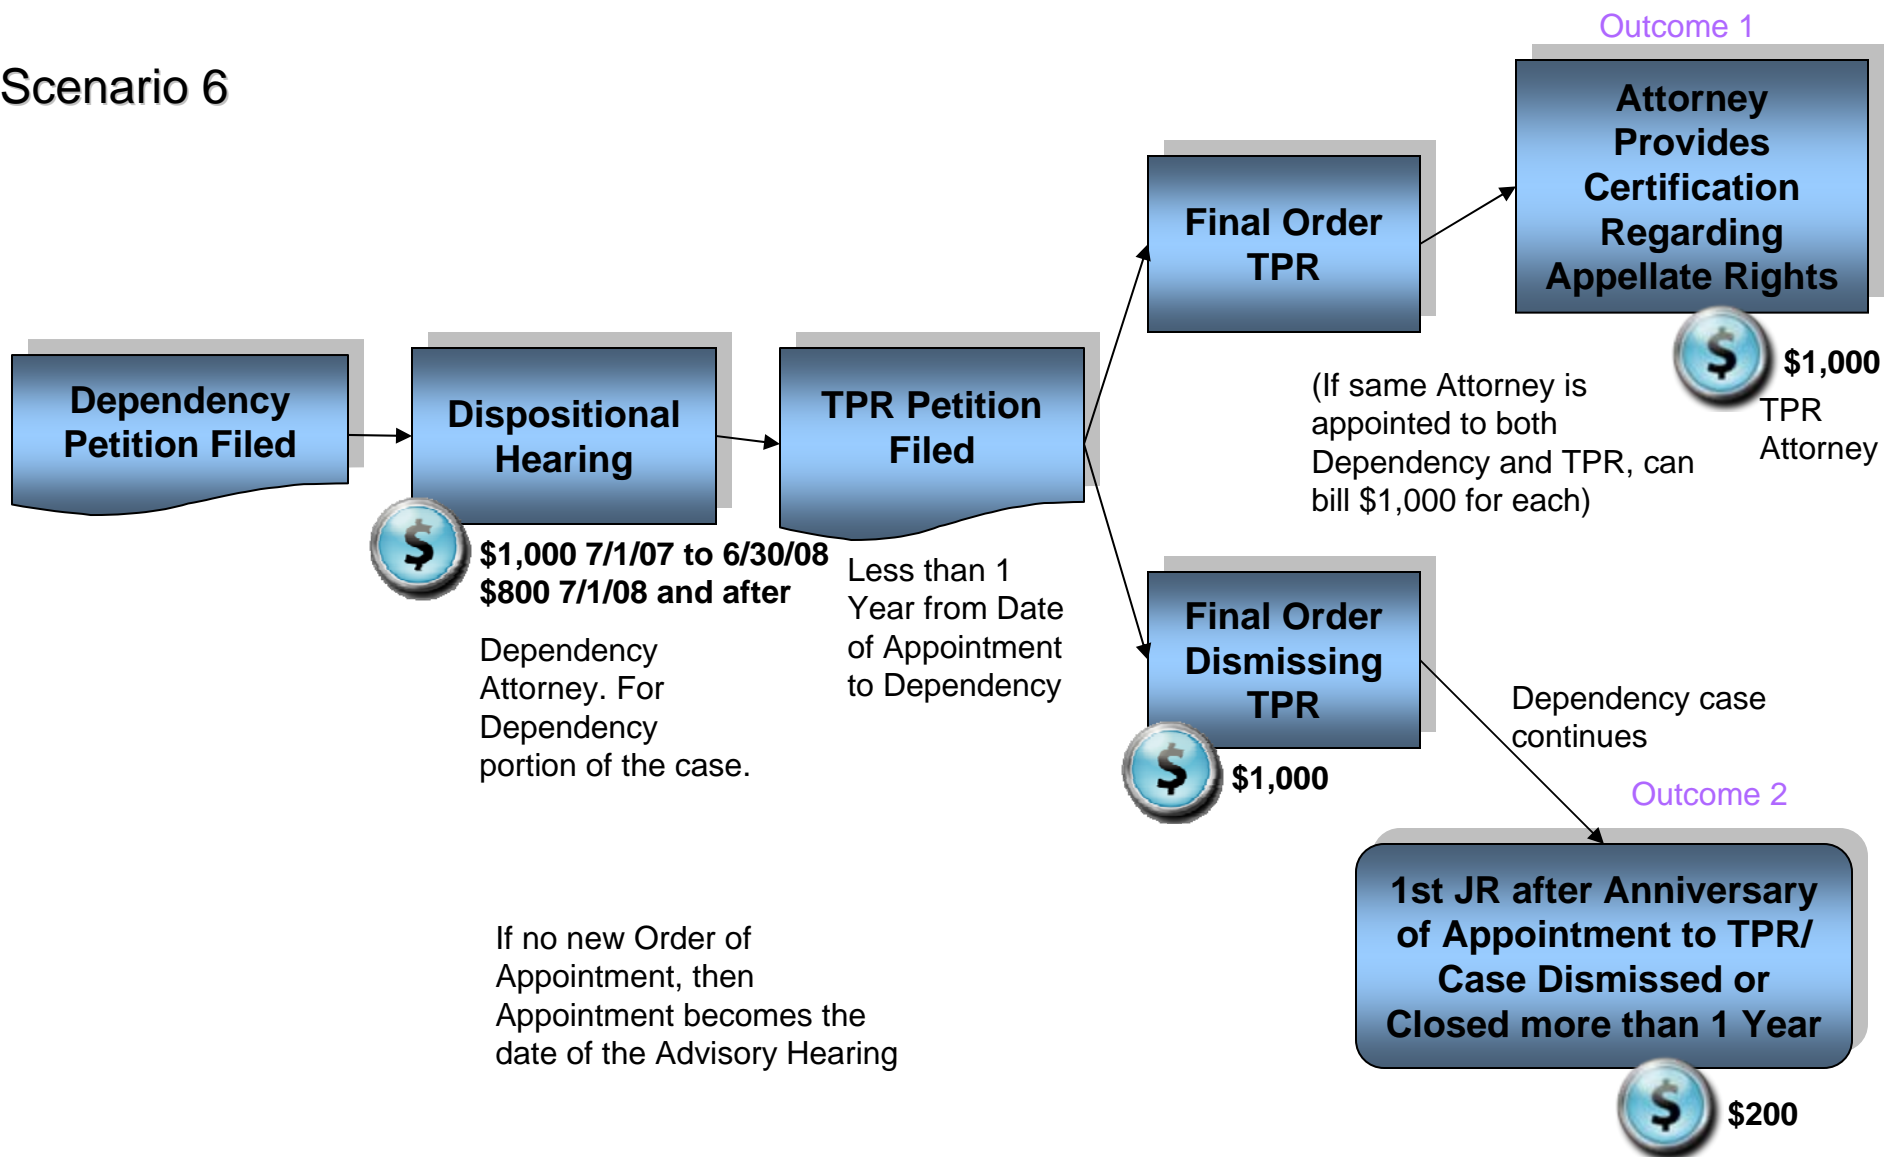 Scenario 6
Outcome 1
Attorney
Provides
Certification
Regarding
Appellate Rights
$
$1,000
TPR
Attorney
Final Order
TPR
(If same Attorney is
appointed to both
Dependency and TPR, can
bill $1,000 for each)
Dependency
Petition Filed
Dispositional
Hearing
$
$1,000 7/1/07 to 6/30/08
$800 7/1/08 and after
Dependency
Attorney. For
Dependency
portion of the case.
TPR Petition
Filed
Less than 1
Year from Date
of Appointment
to Dependency
Final Order
Dismissing
TPR
$
$1,000
Dependency case
continues
Outcome 2
1st JR after Anniversary
of Appointment to TPR/
Case Dismissed or
Closed more than 1 Year
$
$200
If no new Order of
Appointment, then
Appointment becomes the
date of the Advisory Hearing